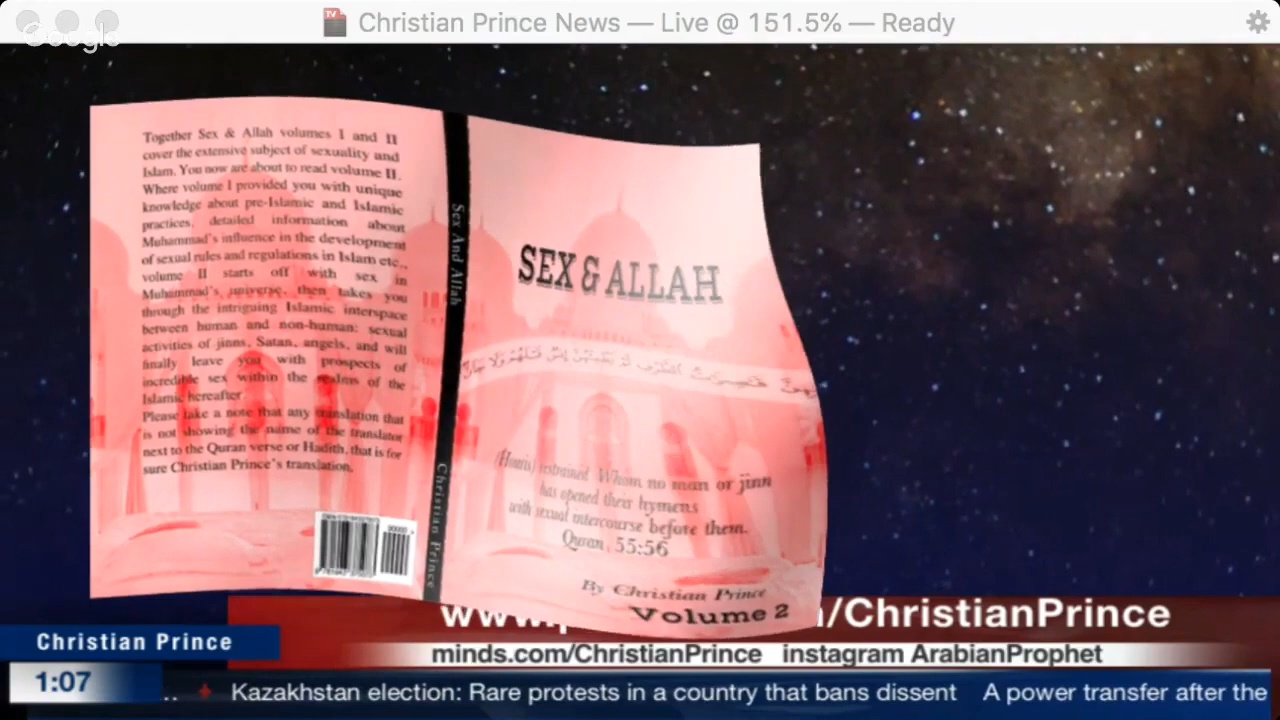 Christian Prince News — Live @ 151.5% — Ready
Google
Together Sex & Allah volumes I and II
cover the extensive subject of sexuality and
Islam. You now are about to read volume II.
Where volume I provided you with unique
knowledge about pre-Islamic and Islamic
practices, detailed information about
Muhammad's influence in the development
of sexual rules and regulations in Islam etc.,
volume II starts off with sex in
Muhammad's universe, then takes you
through the intriguing Islamic interspace
between human and non-human: sexual
activities of jinns, Satan, angels, and will
finally leave you with prospects of
incredible sex within the realms of the
Islamic hereafter.
Please take a note that any translation that
is not showing the name of the translator
next to the Quran verse or Hadith, that is for
sure Christian Prince's translation.
Sex And Allah
Christian Prince
SEX & ALLAH
(Houris) restrained Whom no man or jinn
has opened their hymens
with sexual intercourse before them.
Quran, 55:56
By Christian Prince
Volume 2
www. /ChristianPrince
Christian Prince
minds.com/ChristianPrince instagram ArabianProphet
1:07
.. Kazakhstan election: Rare protests in a country that bans dissent A power transfer after the